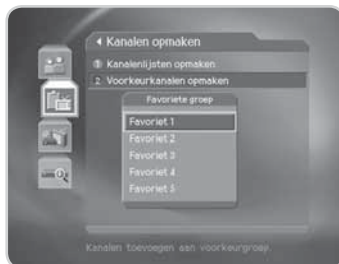 Kanalen opmaken
1 Kanalenlijsten opmaken
2 Voorkeurkanalen opmaken
Favoriete groep
Favoriet 1
Favoriet 2
Favoriet 3
Favoriet 4
Favoriet 5
Kanalen toevoegen aan voorkeurgroep.